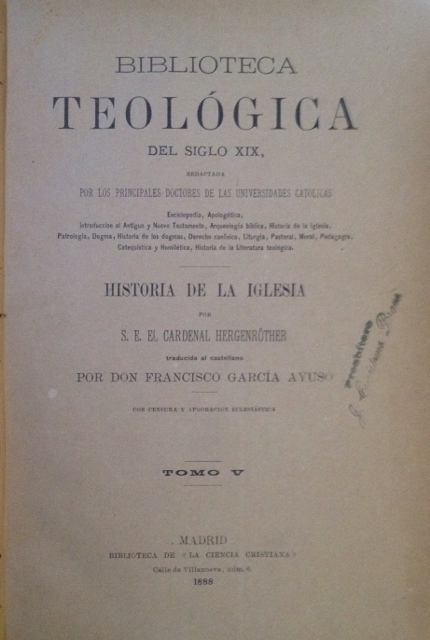 BIBLIOTECA
TEOLÓGICA
DEL SIGLO XIX,
REDACTADA
POR LOS PRINCIPALES DOCTORES DE LAS UNIVERSIDADES CATÓLICAS
Enciclopedia, Apologética,
Introduccion al Antiguo y Nuevo Testamento, Arqueología bíblica, Historia de la Iglesia,
Patrología, Dogma, Historia de los dogmas, Derecho canónico, Liturgia, Pastoral, Moral, Pedagogía,
Catequística y Homilética, Historia de la Literatura teológica.
HISTORIA DE LA IGLESIA
POR
S. E. EL CARDENAL HERGENRÖTHER
traducida al castellano
POR DON FRANCISCO GARCÍA AYUSO
CON CENSURA Y APROBACION ECLESIÁSTICA
TOMO V
MADRID
BIBLIOTECA DE «LA CIENCIA CRISTIANA»
Calle de Villanueva, núm. 6.
1888
Presbítero